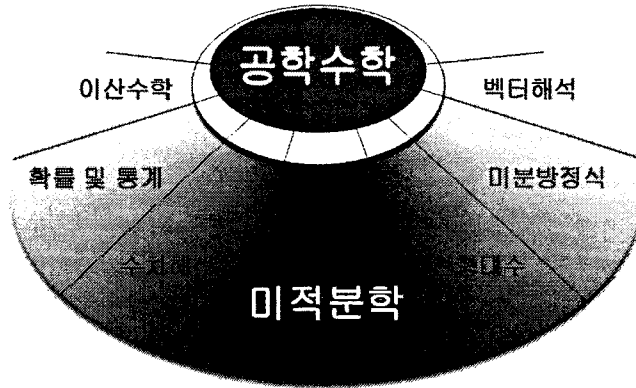 공학수학
이산수학
벡터해석
확률 및 통계
미분방정식
미적분학